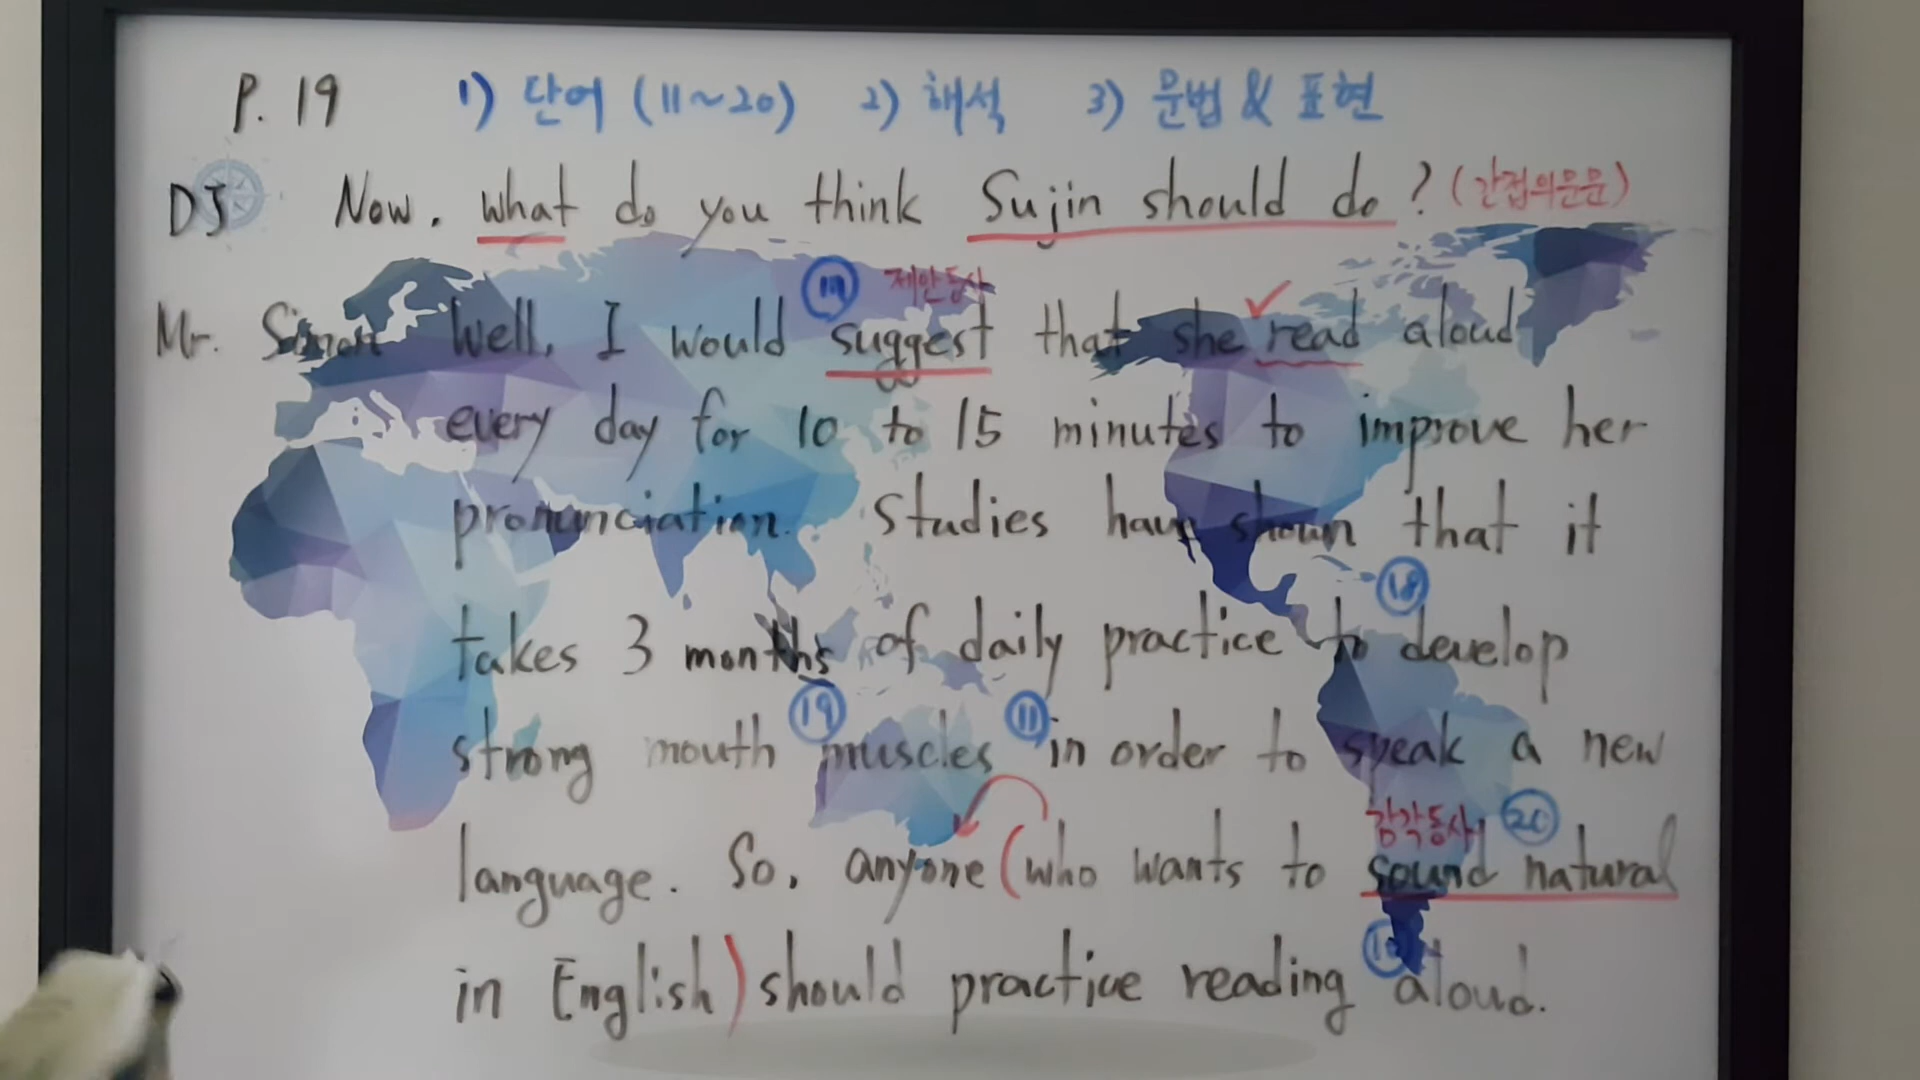 P. 19 1) 단어 (11~20) 2) 해석 3) 문법 & 표현
DJ Now, what do you think Sujin should do? (간접의문문)
제안동사
Mr. Simon Well, I would suggest that she read aloud
every day for 10 to 15 minutes to improve her
pronunciation. Studies have shown that it
18
takes 3 months of daily practice to develop
19 11
strong mouth muscles in order to speak a new
감각동사 20
language. So, anyone (who wants to sound natural
in English) should practice reading aloud.